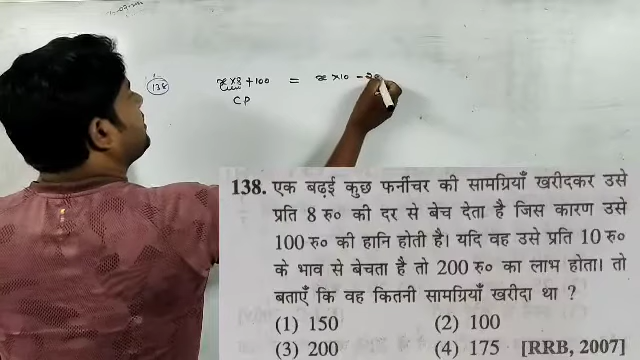 138
x×8 +100 = x×10 -20
CP
138. एक बढ़ई कुछ फर्नीचर की सामग्रियाँ खरीदकर उसे
प्रति 8 रु० की दर से बेच देता है जिस कारण उसे
100 रु० की हानि होती है। यदि वह उसे प्रति 10 रु०
के भाव से बेचता है तो 200 रु० का लाभ होता। तो
बताएँ कि वह कितनी सामग्रियाँ खरीदा था ?
(1) 150 (2) 100
(3) 200 (4) 175 [RRB, 2007]